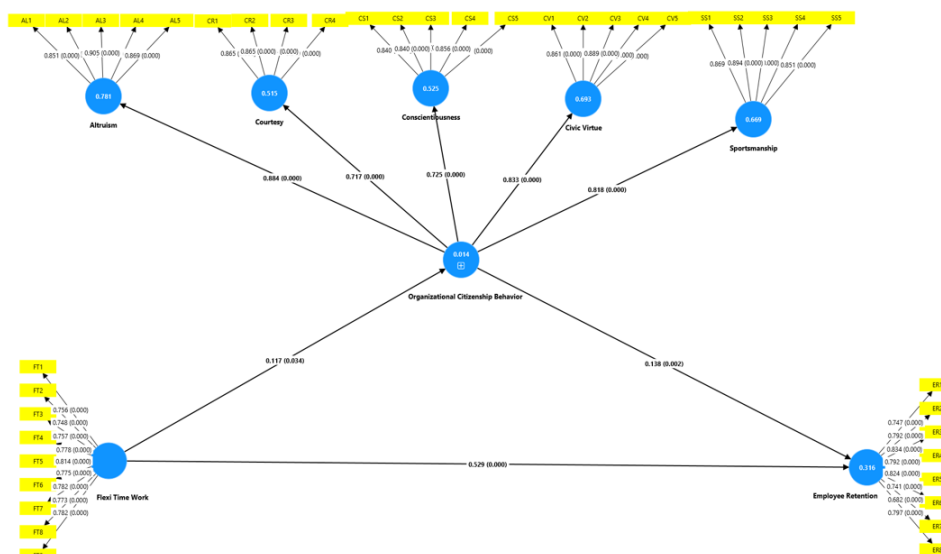 AL1 AL2 AL3 AL4 AL5 CR1 CR2 CR3 CR4 CS1 CS2 CS3 CS4 CS5 CV1 CV2 CV3 CV4 CV5 SS1 SS2 SS3 SS4 SS5
0.851 (0.000) 0.905 (0.000) 0.869 (0.000) 0.865 0.865 (0.000) (0.000) 0.840 0.840 (0.000) 0.856 (0.000) (0.000) 0.861 0.889 (0.000) 0.869 0.894 (0.000) 0.851 (0.000)
0.781 0.515 0.525 0.693 0.669
Altruism Courtesy Conscientiousness Civic Virtue Sportsmanship
0.884 (0.000) 0.717 (0.000) 0.725 (0.000) 0.833 (0.000) 0.818 (0.000)
0.014
Organizational Citizenship Behavior
0.117 (0.034) 0.138 (0.002)
FT1
FT2
FT3
FT4
FT5
FT6
FT7
FT8
0.756 (0.000)
0.748 (0.000)
0.757 (0.000)
0.778 (0.000)
0.814 (0.000)
0.775 (0.000)
0.782 (0.000)
0.773 (0.000)
0.782 (0.000)
Flexi Time Work
0.529 (0.000)
0.316
Employee Retention
0.747 (0.000)
0.792 (0.000)
0.834 (0.000)
0.792 (0.000)
0.824 (0.000)
0.741 (0.000)
0.682 (0.000)
0.797 (0.000)
ER2
ER3
ER4
ER5
ER6